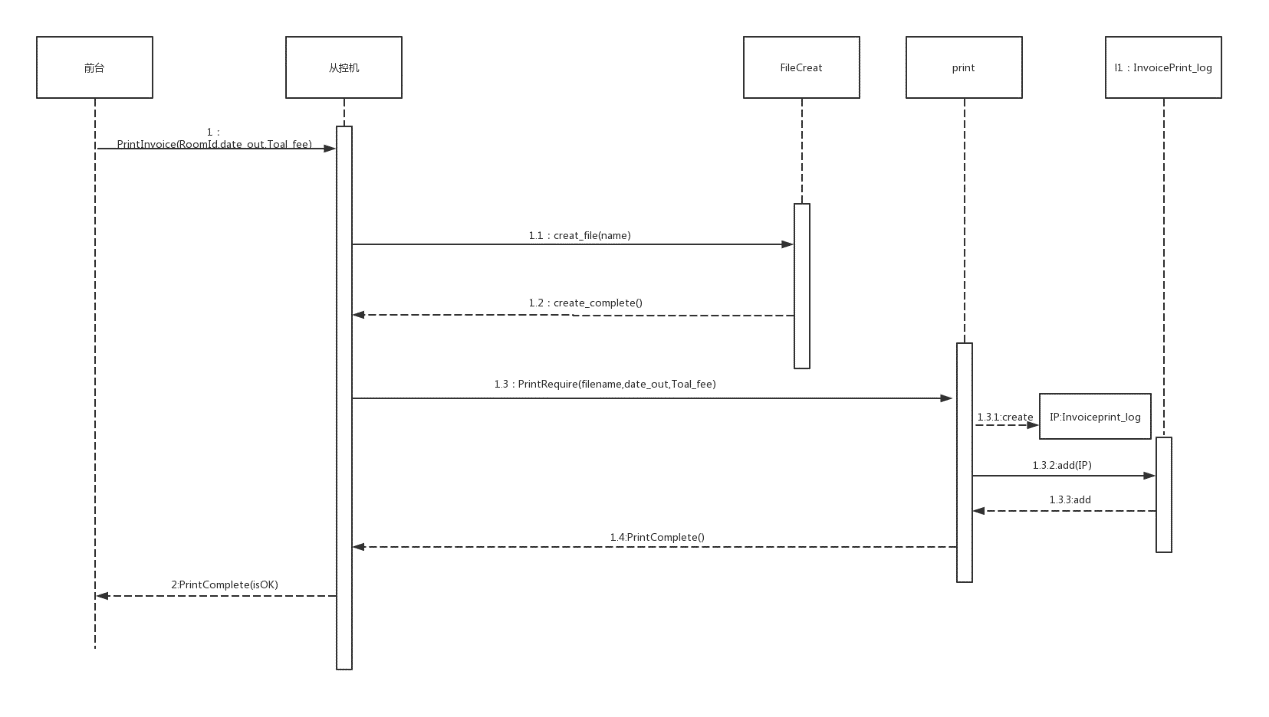 前台
从控机
FileCreat
print
l1：InvoicePrint_log
1：
PrintInvoice(RoomId,date_out,Toal_fee)
1.1：creat_file(name)
1.2：create_complete()
1.3：PrintRequire(filename,date_out,Toal_fee)
1.3.1:create
IP:Invoiceprint_log
1.3.2:add(IP)
1.3.3:add
1.4:PrintComplete()
2:PrintComplete(isOK)